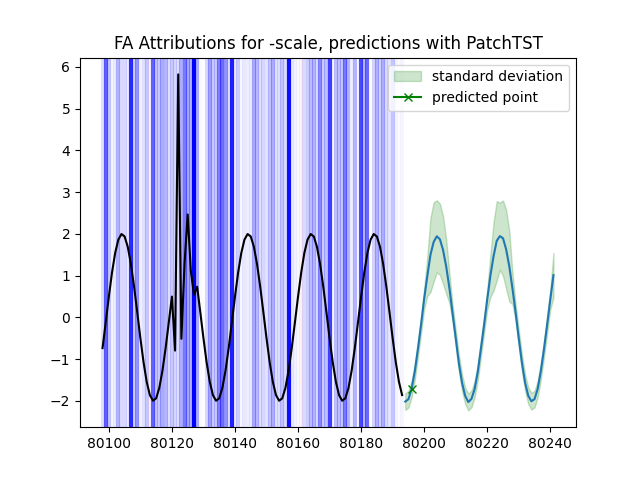 FA Attributions for -scale, predictions with PatchTST
standard deviation
predicted point
6
5
4
3
2
1
0
−1
−2
80100 80120 80140 80160 80180 80200 80220 80240